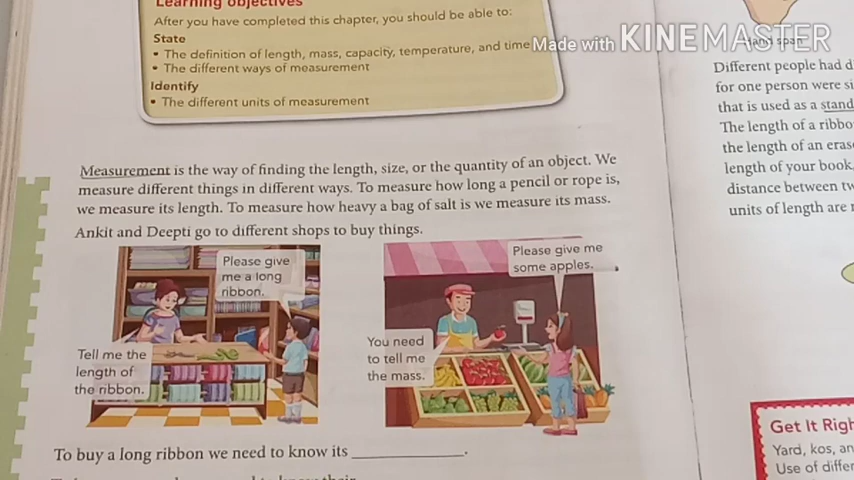 Learning objectives
After you have completed this chapter, you should be able to:
State
• The definition of length, mass, capacity, temperature, and time
• The different ways of measurement
Identify
• The different units of measurement
Measurement is the way of finding the length, size, or the quantity of an object. We
measure different things in different ways. To measure how long a pencil or rope is,
we measure its length. To measure how heavy a bag of salt is we measure its mass.
Ankit and Deepti go to different shops to buy things.
Please give
me a long
ribbon.
Tell me the
length of
the ribbon.
Please give me
some apples.
You need
to tell me
the mass.
To buy a long ribbon we need to know its ____________.
Made with KINEMASTER
Hand span
Different people had d
for one person were si
that is used as a stand
The length of a ribbo
the length of an eras
length of your book,
distance between tw
units of length are
Get It Righ
Yard, kos, an
Use of differ